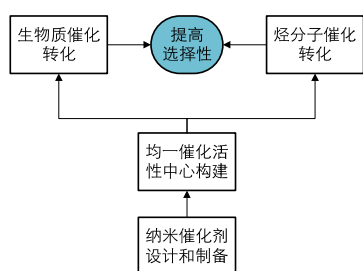 生物质催化
转化
提高
选择性
烃分子催化
转化
均一催化活
性中心构建
纳米催化剂
设计和制备